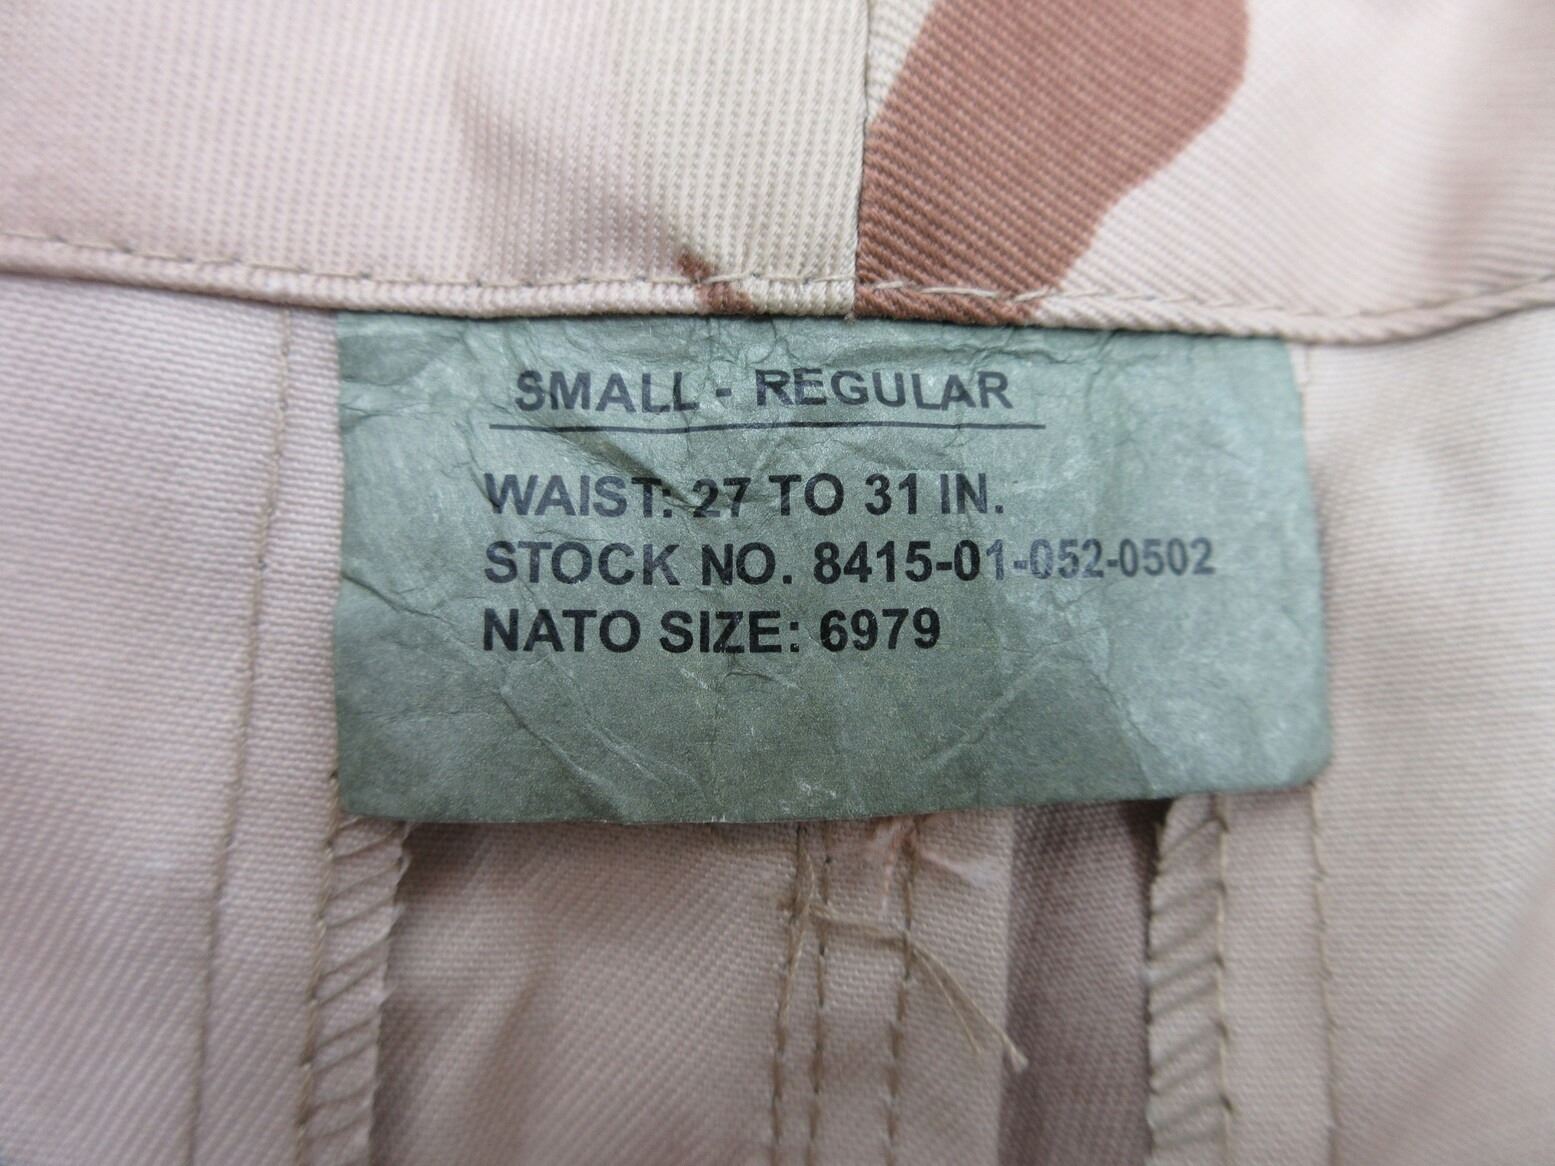 SMALL - REGULAR
WAIST: 27 TO 31 IN.
STOCK NO. 8415-01-052-0502
NATO SIZE: 6979